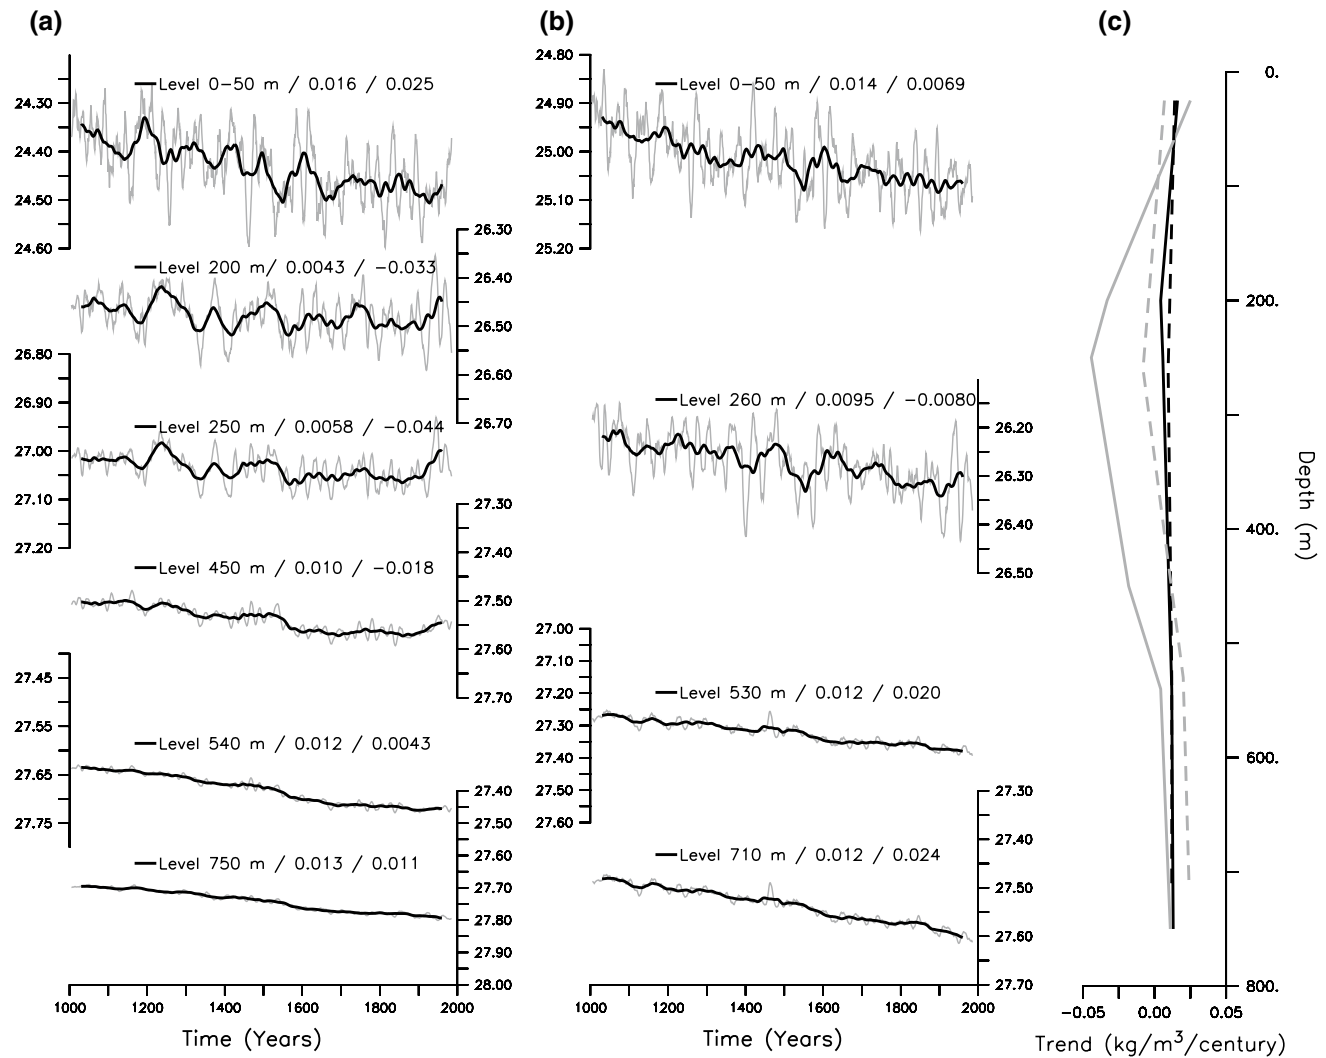 (a)
Level 0-50 m / 0.016 / 0.025
24.30
24.40
24.50
24.60
26.30
26.40
26.50
26.60
26.70
Level 200 m/ 0.0043 / -0.033
26.80
26.90
27.00
27.10
27.20
Level 250 m / 0.0058 / -0.044
27.30
27.40
27.50
27.60
27.70
Level 450 m / 0.010 / -0.018
27.45
27.55
27.65
27.75
Level 540 m / 0.012 / 0.0043
27.40
27.50
27.60
27.70
27.80
27.90
28.00
Level 750 m / 0.013 / 0.011
1000 1200 1400 1600 1800 2000
Time (Years)
(b)
24.80
24.90
25.00
25.10
25.20
Level 0-50 m / 0.014 / 0.0069
Level 260 m / 0.0095 / -0.0080
26.20
26.30
26.40
26.50
27.00
27.10
27.20
27.30
27.40
27.50
27.60
Level 530 m / 0.012 / 0.020
27.30
27.40
27.50
27.60
27.70
Level 710 m / 0.012 / 0.024
1000 1200 1400 1600 1800 2000
Time (Years)
(c)
0.
200.
400.
600.
800.
Depth (m)
-0.05 0.00 0.05
Trend (kg/m³/century)